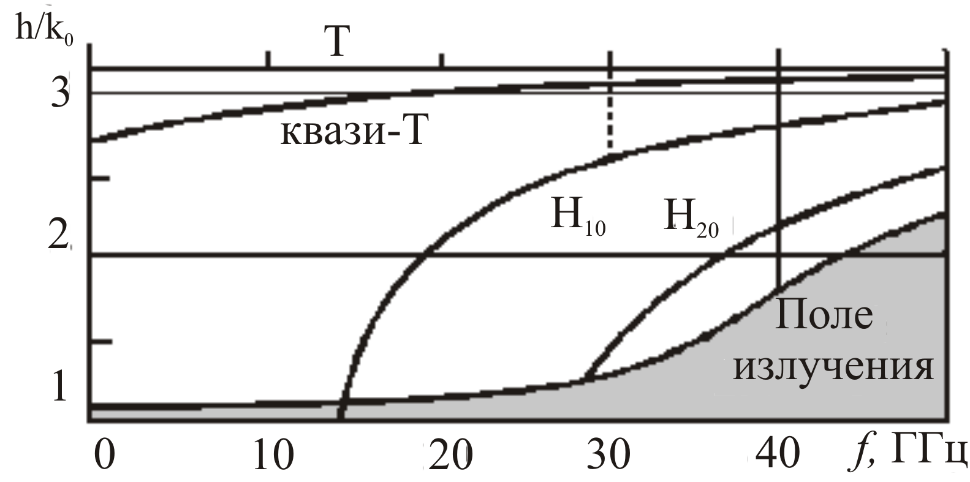 h/k₀
T
3
квази-Т
H₁₀
H₂₀
2
Поле
излучения
1
0 10 20 30 40 f, ГГц